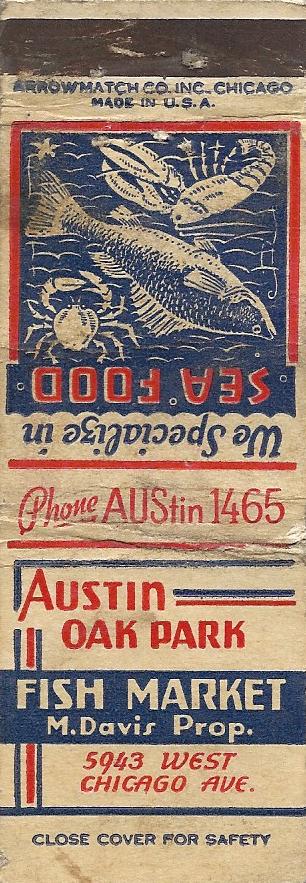 ARROWMATCH CO. INC. CHICAGO
MADE IN U.S.A.
We Specialize in
SEA FOOD
Phone AUStin 1465
AUSTIN
OAK PARK
FISH MARKET
M. Davis Prop.
5943 WEST
CHICAGO AVE.
CLOSE COVER FOR SAFETY